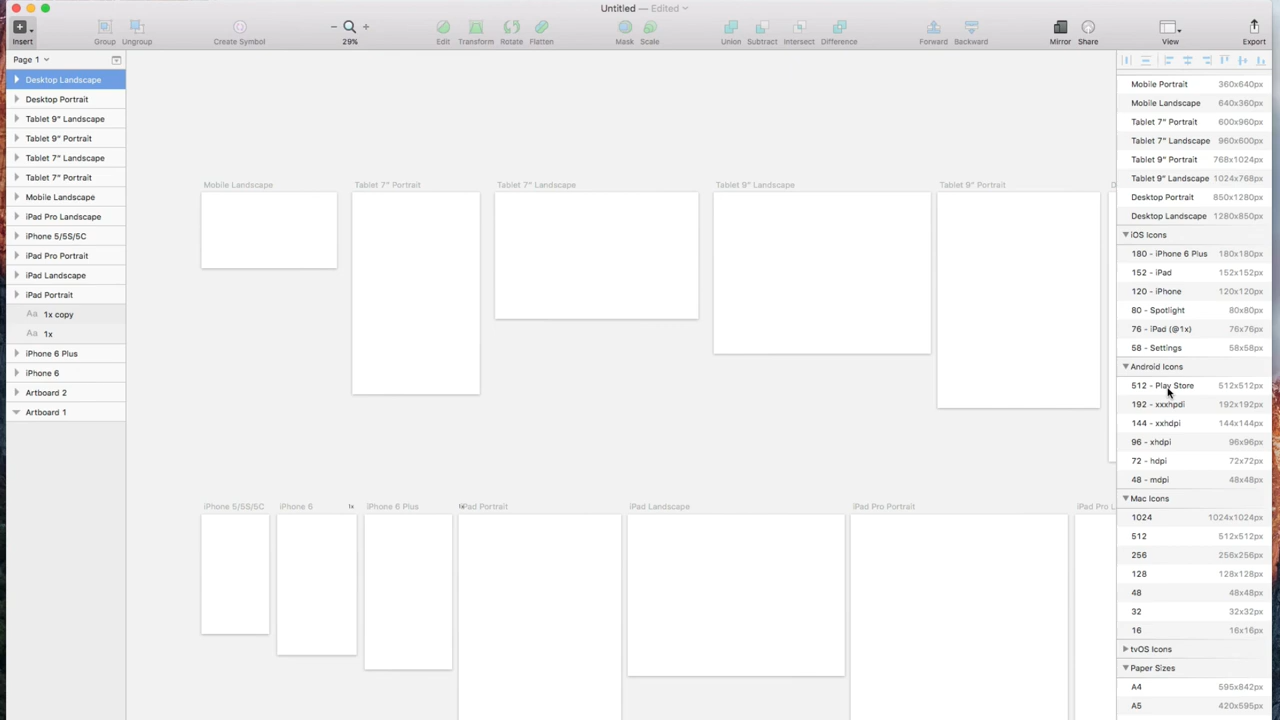 Untitled — Edited
Insert
Group
Ungroup
Create Symbol
29%
Edit
Transform
Rotate
Flatten
Mask
Scale
Union
Subtract
Intersect
Difference
Forward
Backward
Mirror
Share
View
Export
Page 1
Desktop Landscape
Desktop Portrait
Tablet 9" Landscape
Tablet 9" Portrait
Tablet 7" Landscape
Tablet 7" Portrait
Mobile Landscape
iPad Pro Landscape
iPhone 5/5S/5C
iPad Pro Portrait
iPad Landscape
iPad Portrait
Aa 1x copy
Aa 1x
iPhone 6 Plus
iPhone 6
Artboard 2
Artboard 1
Mobile Landscape
Tablet 7" Portrait
Tablet 7" Landscape
Tablet 9" Landscape
Tablet 9" Portrait
D
iPhone 5/5S/5C
iPhone 6
1x
iPhone 6 Plus
iPad Portrait
iPad Landscape
iPad Pro Portrait
iPad Pro L
Mobile Portrait 360x640px
Mobile Landscape 640x360px
Tablet 7" Portrait 600x960px
Tablet 7" Landscape 960x600px
Tablet 9" Portrait 768x1024px
Tablet 9" Landscape 1024x768px
Desktop Portrait 850x1280px
Desktop Landscape 1280x850px
iOS Icons
180 - iPhone 6 Plus 180x180px
152 - iPad 152x152px
120 - iPhone 120x120px
80 - Spotlight 80x80px
76 - iPad (@1x) 76x76px
58 - Settings 58x58px
Android Icons
512 - Play Store 512x512px
192 - xxxhpdi 192x192px
144 - xxhdpi 144x144px
96 - xhdpi 96x96px
72 - hdpi 72x72px
48 - mdpi 48x48px
Mac Icons
1024 1024x1024px
512 512x512px
256 256x256px
128 128x128px
48 48x48px
32 32x32px
16 16x16px
tvOS Icons
Paper Sizes
A4 595x842px
A5 420x595px